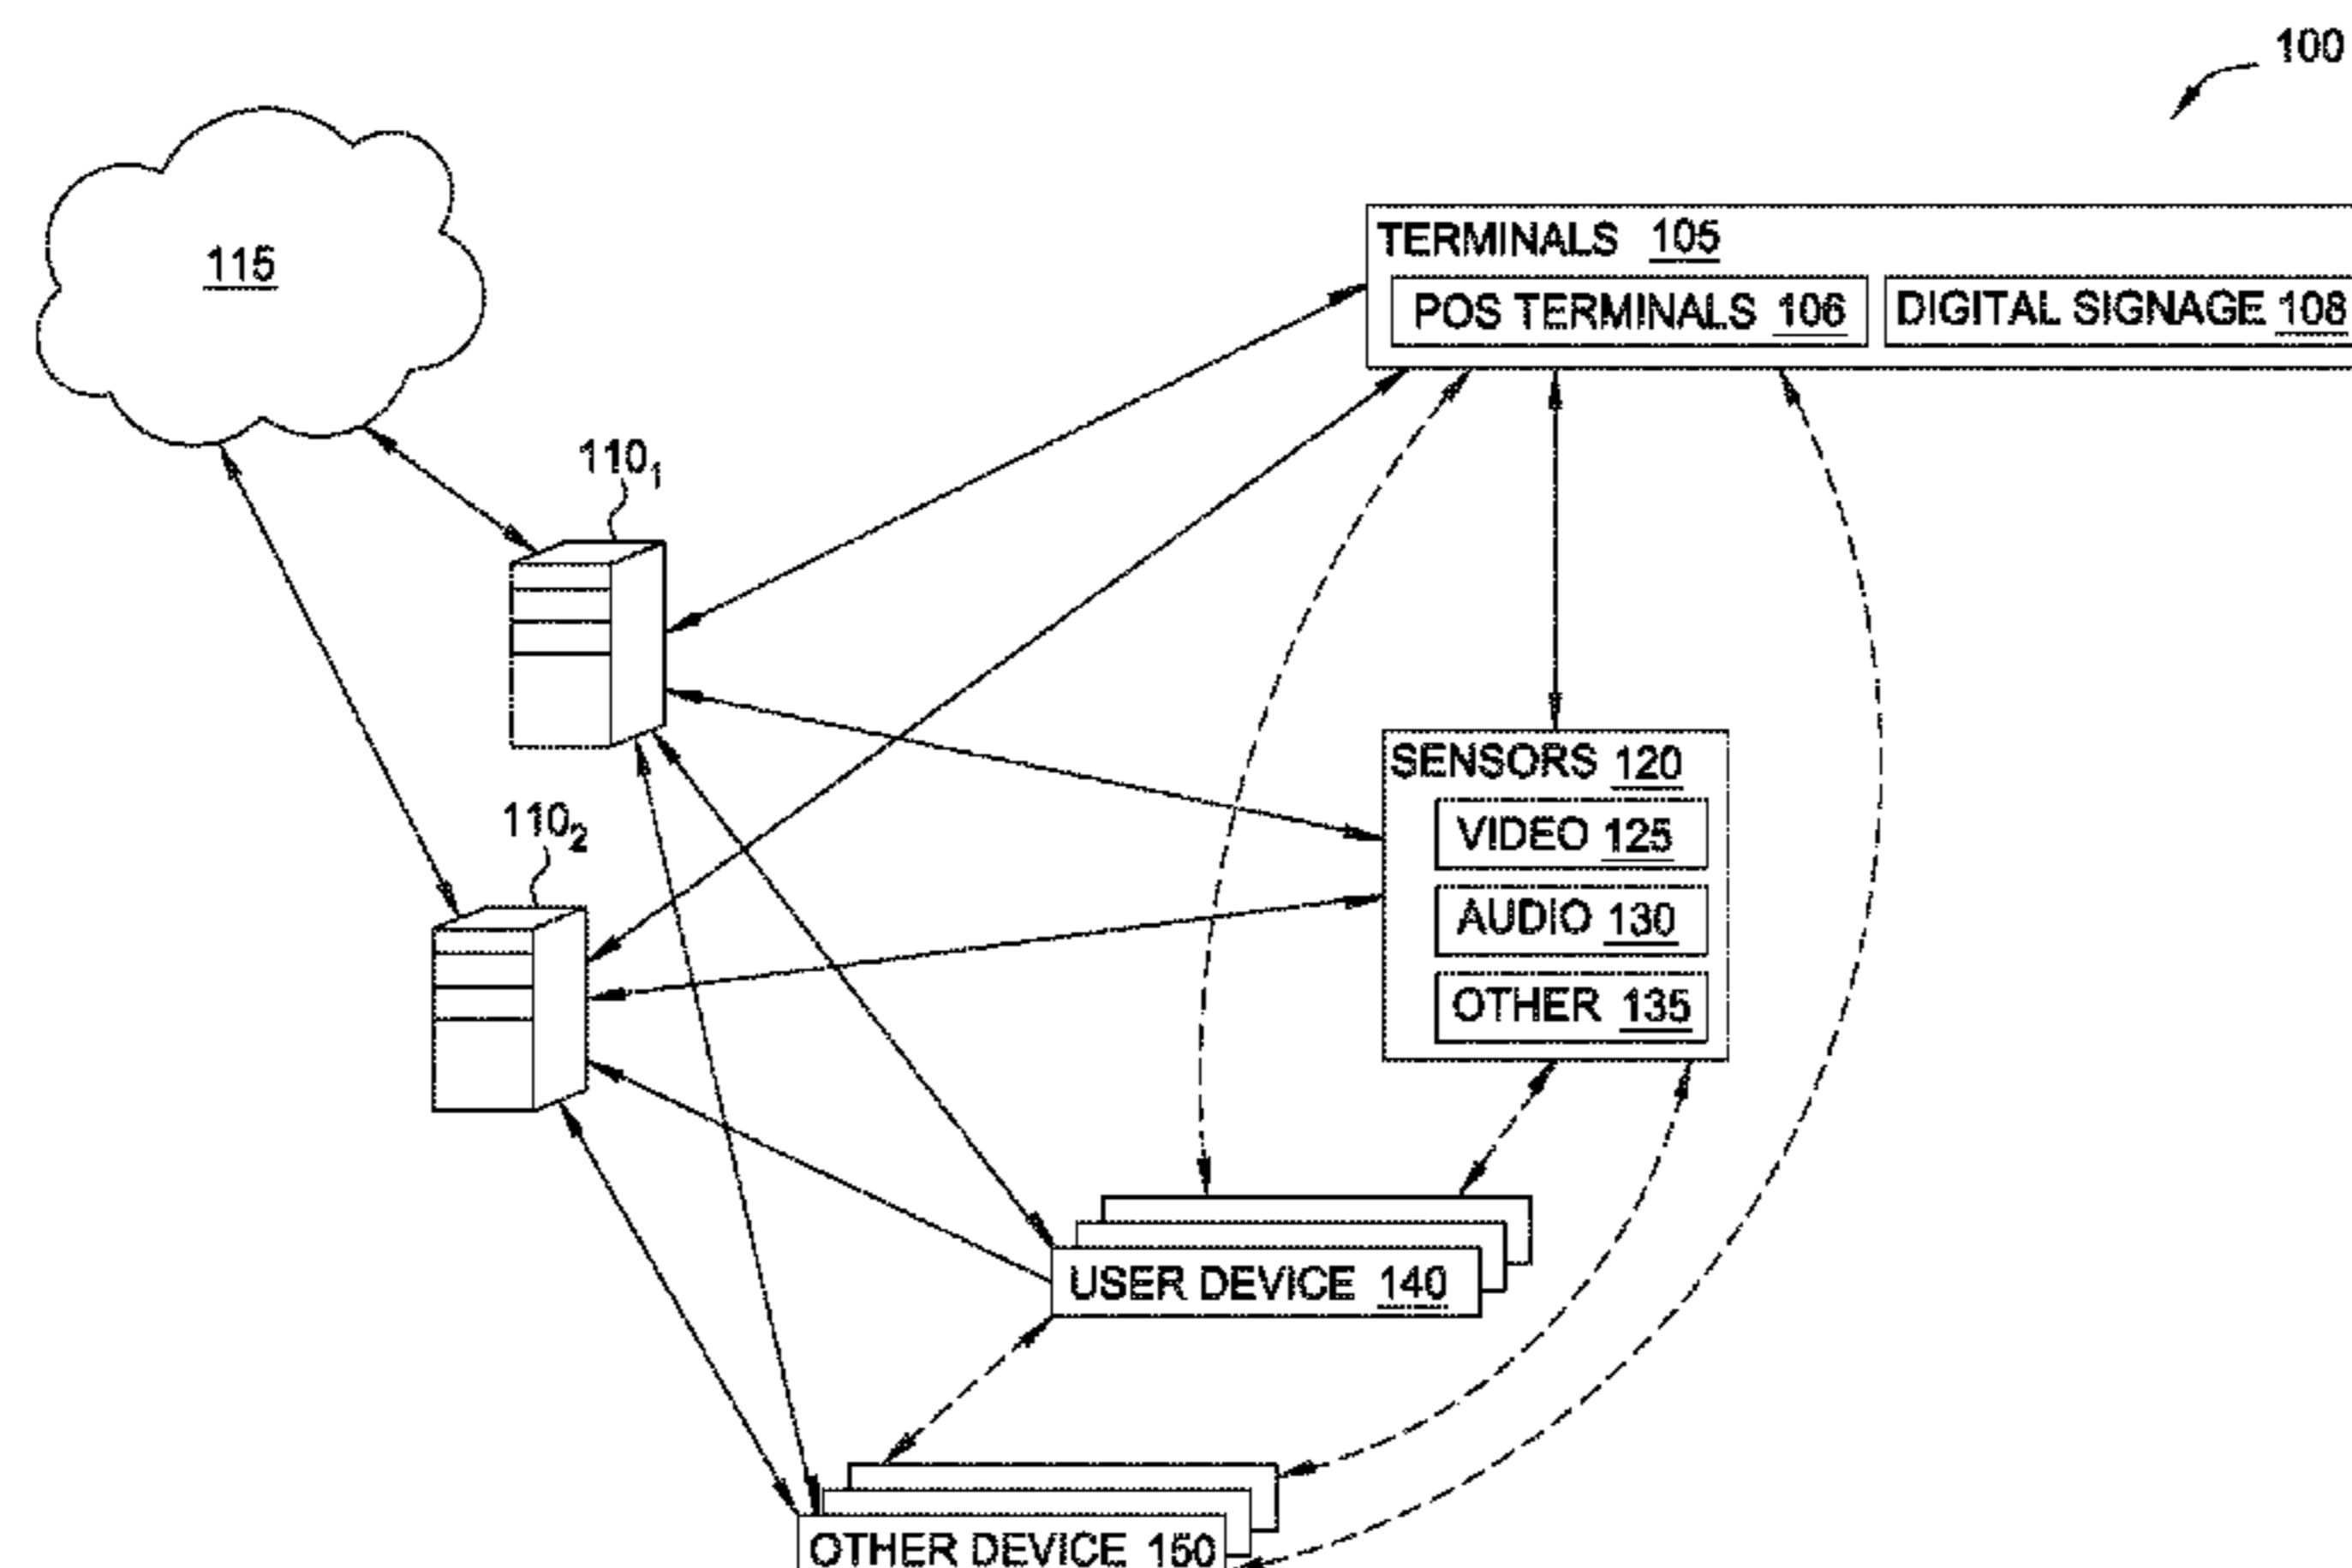 100
115
TERMINALS 105
POS TERMINALS 106
DIGITAL SIGNAGE 108
110₁
SENSORS 120
VIDEO 125
110₂
AUDIO 130
OTHER 135
USER DEVICE 140
OTHER DEVICE 150